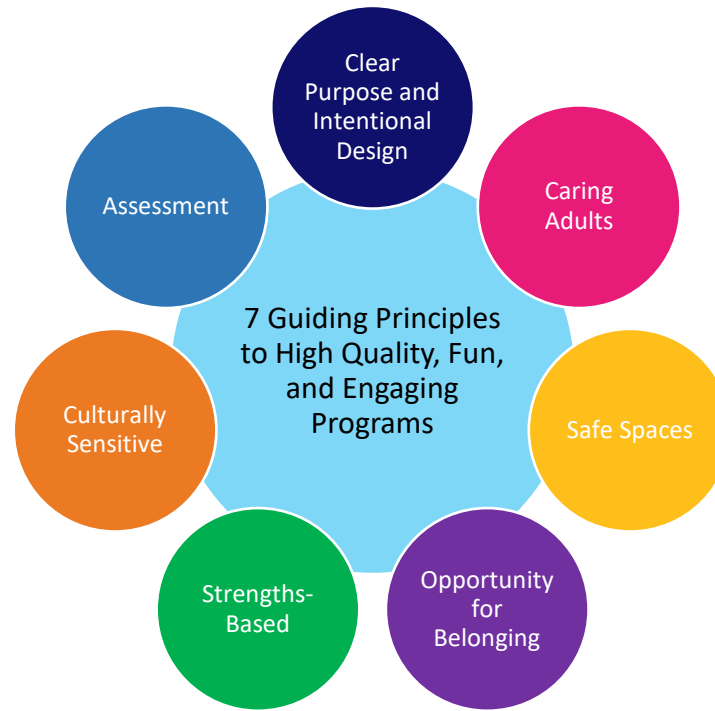 Clear
Purpose and
Intentional
Design
Caring
Adults
Safe Spaces
Opportunity
for
Belonging
Strengths-
Based
Culturally
Sensitive
Assessment
7 Guiding Principles
to High Quality, Fun,
and Engaging
Programs